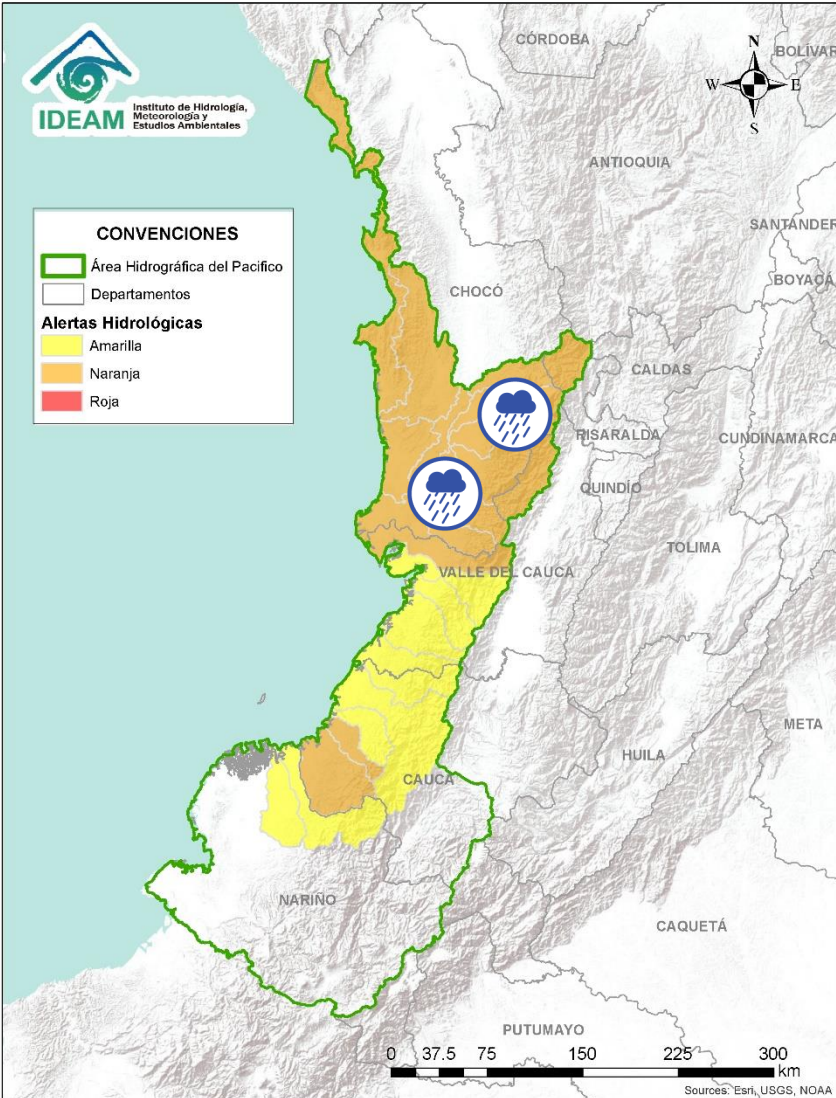 IDEAM
Instituto de Hidrología,
Meteorología y
Estudios Ambientales
CÓRDOBA
BOLÍVAR
N
W
E
S
ANTIOQUIA
SANTANDER
BOYACÁ
CONVENCIONES
Área Hidrográfica del Pacifico
Departamentos
Alertas Hidrológicas
Amarilla
Naranja
Roja
CHOCÓ
CALDAS
RISARALDA
CUNDINAMARCA
QUINDÍO
TOLIMA
VALLE DEL CAUCA
META
HUILA
CAUCA
NARIÑO
CAQUETÁ
PUTUMAYO
0 37.5 75 150 225 300
km
Sources: Esri, USGS, NOAA